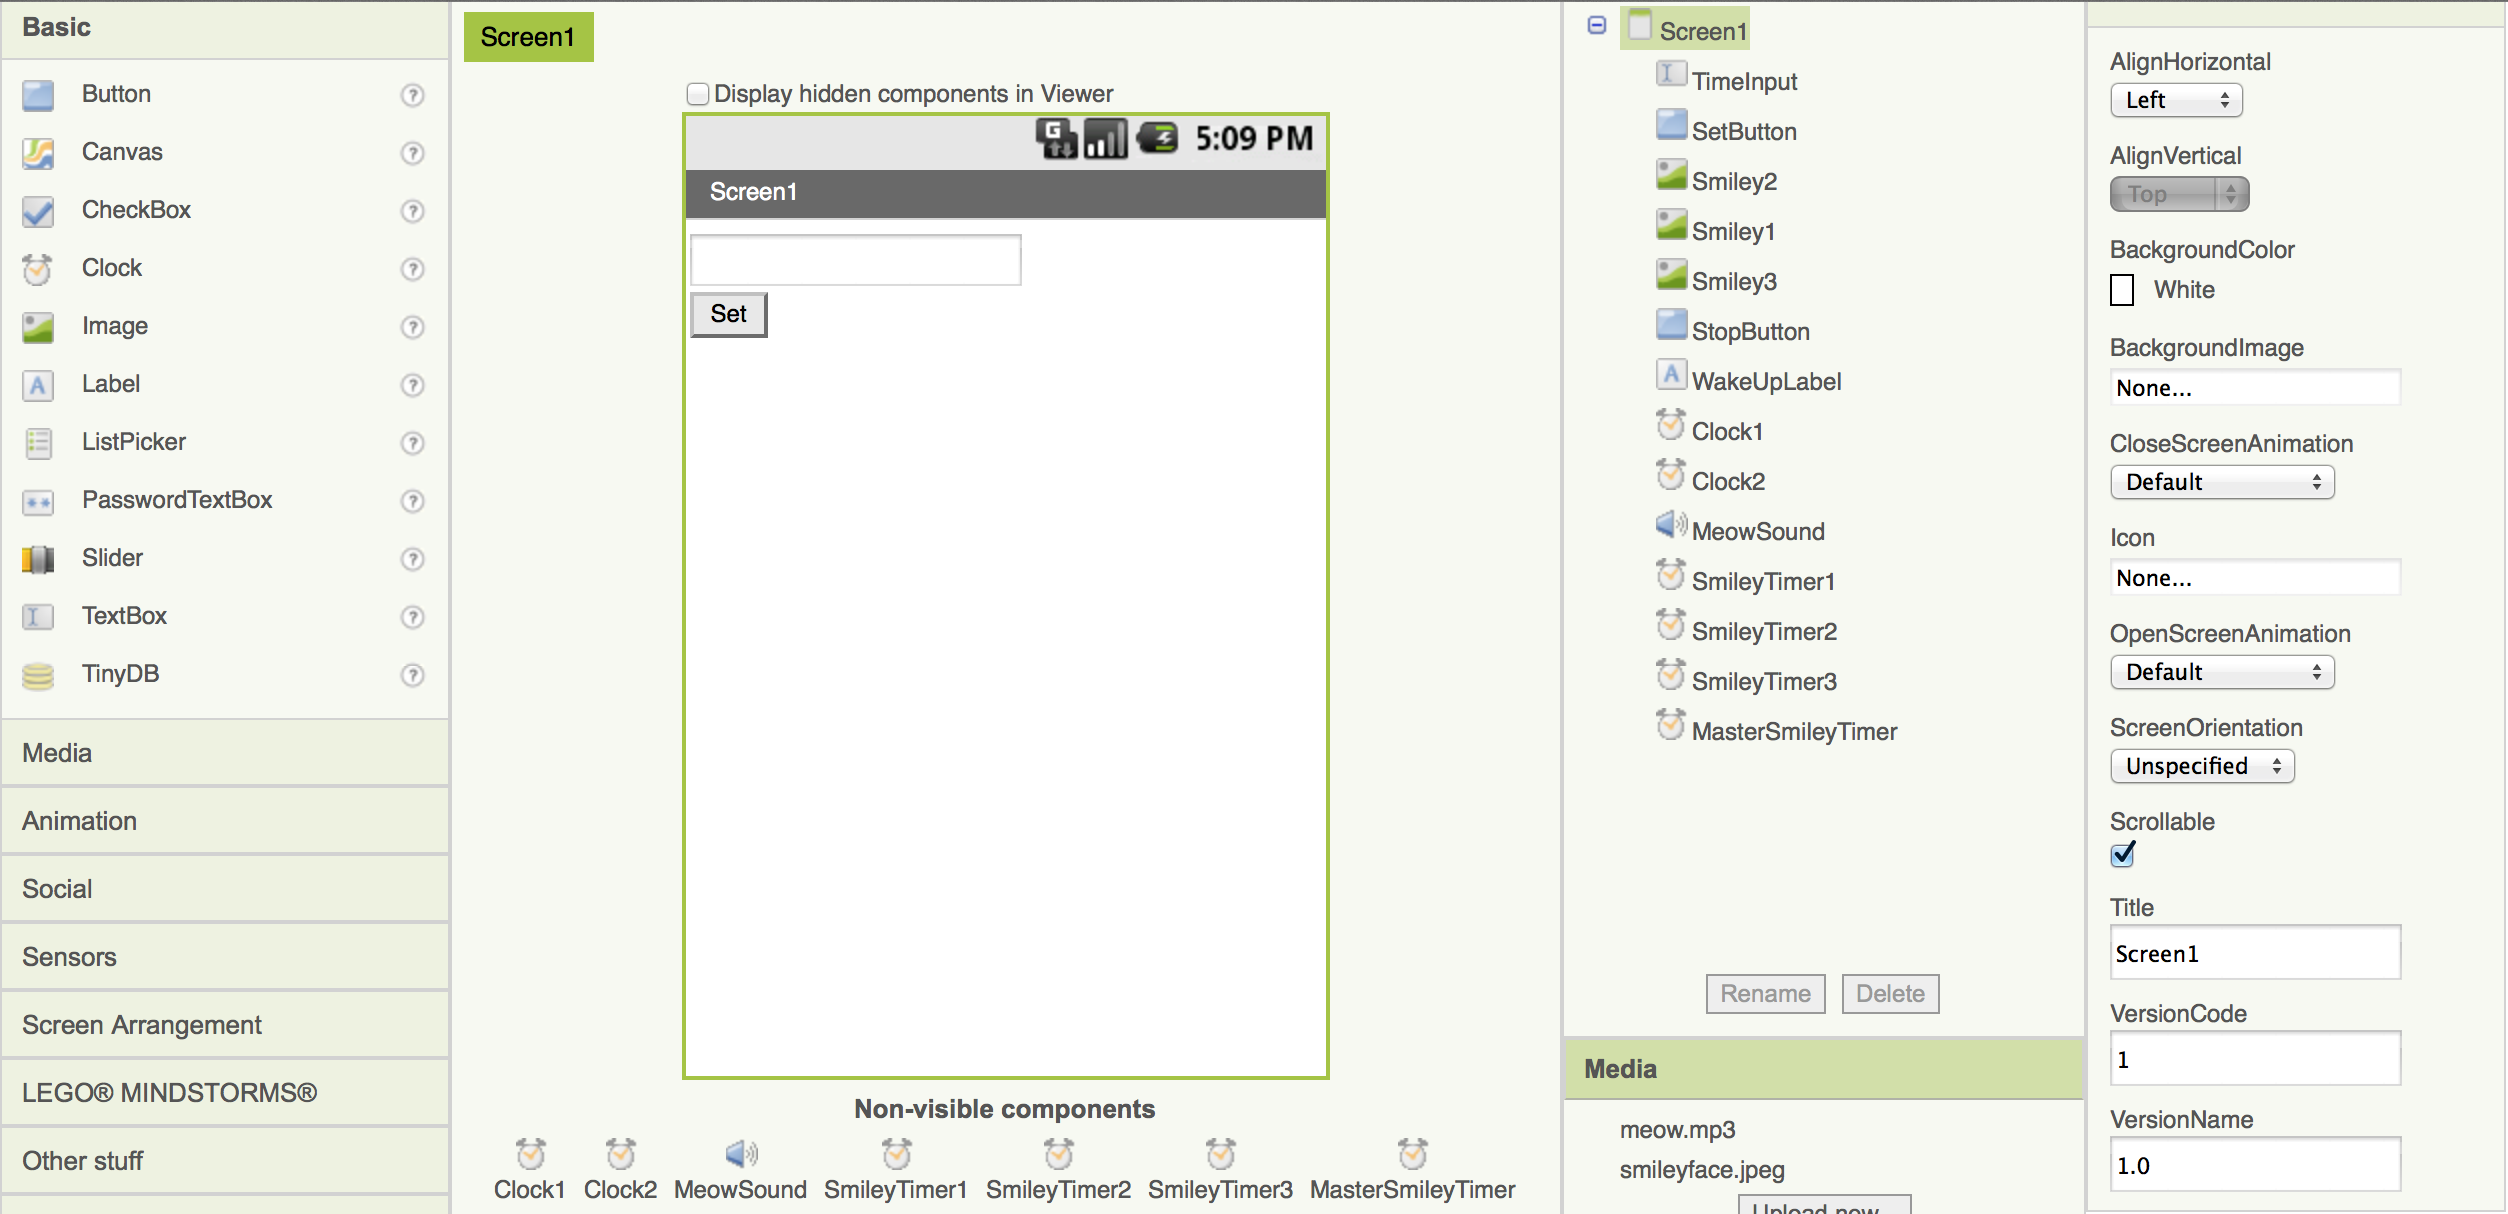 Basic
Button
Canvas
CheckBox
Clock
Image
Label
ListPicker
PasswordTextBox
Slider
TextBox
TinyDB
Media
Animation
Social
Sensors
Screen Arrangement
LEGO® MINDSTORMS®
Other stuff
Screen1
Display hidden components in Viewer
5:09 PM
Screen1
Set
Non-visible components
Clock1 Clock2 MeowSound SmileyTimer1 SmileyTimer2 SmileyTimer3 MasterSmileyTimer
Screen1
TimeInput
SetButton
Smiley2
Smiley1
Smiley3
StopButton
WakeUpLabel
Clock1
Clock2
MeowSound
SmileyTimer1
SmileyTimer2
SmileyTimer3
MasterSmileyTimer
Rename Delete
Media
meow.mp3
smileyface.jpeg
Upload new...
AlignHorizontal
Left
AlignVertical
Top
BackgroundColor
White
BackgroundImage
None...
CloseScreenAnimation
Default
Icon
None...
OpenScreenAnimation
Default
ScreenOrientation
Unspecified
Scrollable
Title
Screen1
VersionCode
1
VersionName
1.0